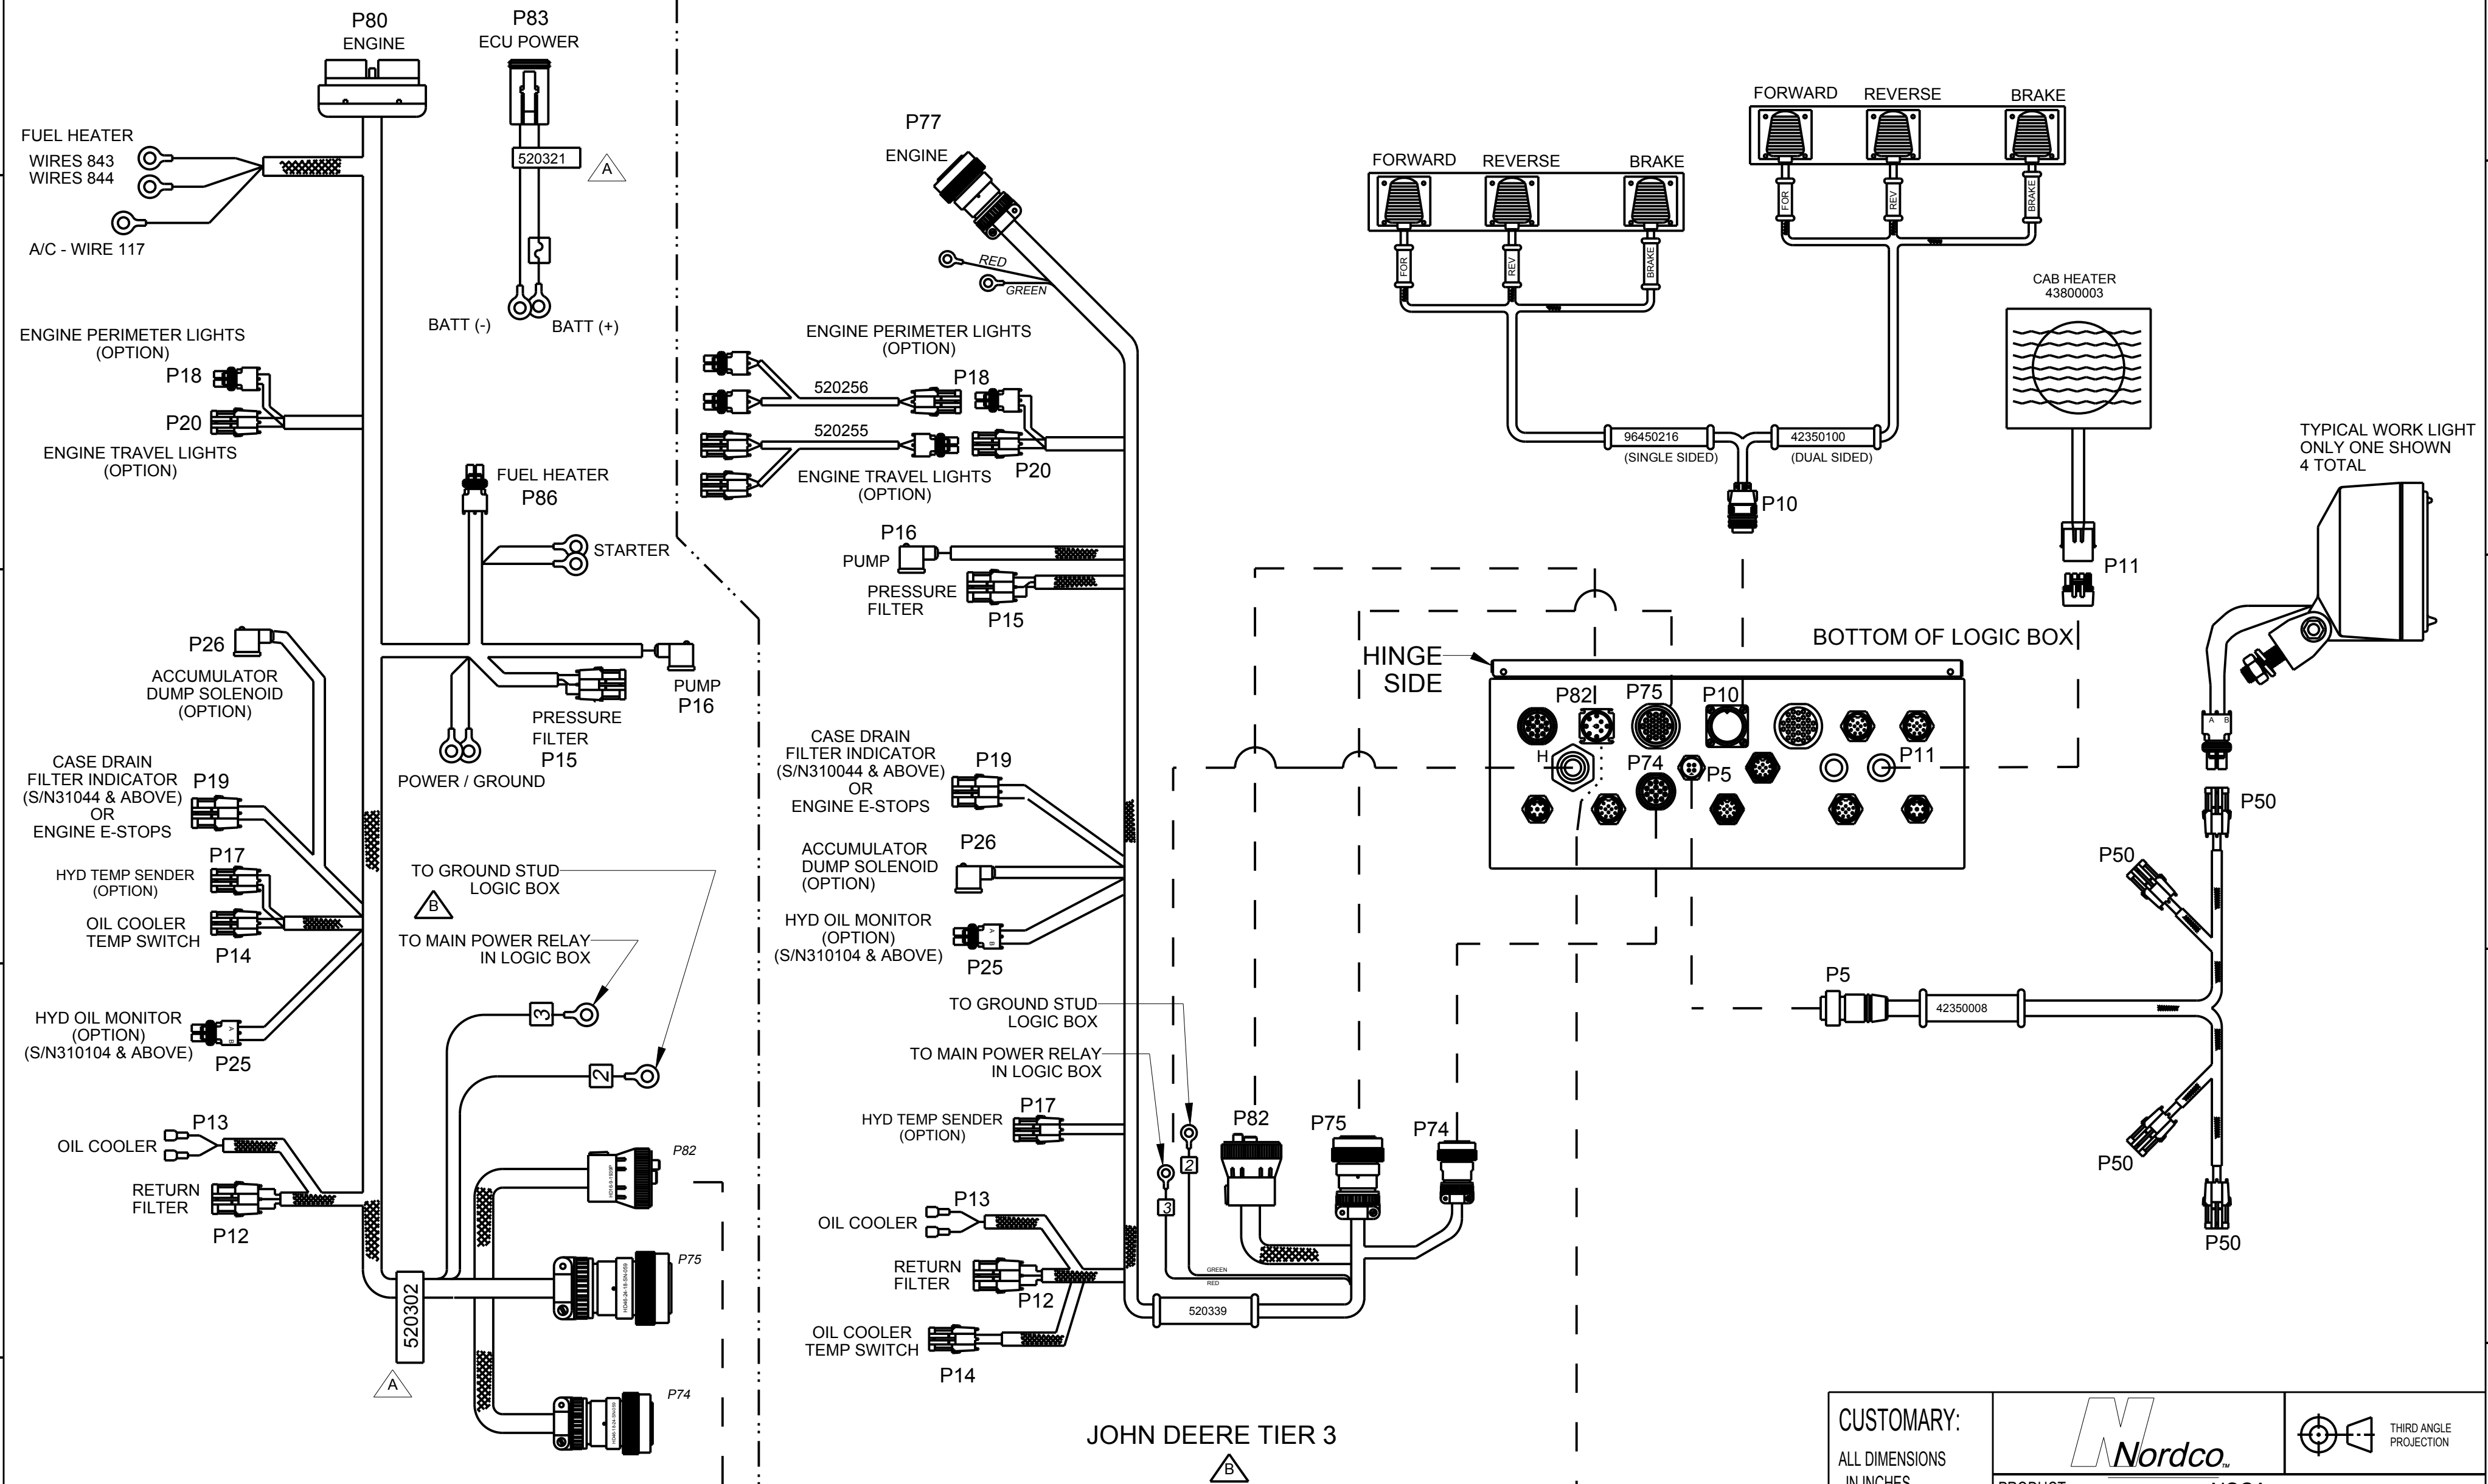 P80
ENGINE
P83
ECU POWER
FUEL HEATER
WIRES 843
WIRES 844
A/C - WIRE 117
520321
A
BATT (-)
BATT (+)
ENGINE PERIMETER LIGHTS
(OPTION)
P18
P20
ENGINE TRAVEL LIGHTS
(OPTION)
FUEL HEATER
P86
STARTER
P26
ACCUMULATOR
DUMP SOLENOID
(OPTION)
PUMP
P16
PRESSURE
FILTER
P15
POWER / GROUND
CASE DRAIN
FILTER INDICATOR
(S/N31044 & ABOVE)
OR
ENGINE E-STOPS
P19
P17
HYD TEMP SENDER
(OPTION)
OIL COOLER
TEMP SWITCH
P14
TO GROUND STUD
LOGIC BOX
B
TO MAIN POWER RELAY
IN LOGIC BOX
3
2
HYD OIL MONITOR
(OPTION)
(S/N310104 & ABOVE)
A
B
P25
P13
OIL COOLER
RETURN
FILTER
P12
P82
P75
P74
520302
A
P77
ENGINE
RED
GREEN
ENGINE PERIMETER LIGHTS
(OPTION)
520256
P18
520255
P20
ENGINE TRAVEL LIGHTS
(OPTION)
P16
PUMP
PRESSURE
FILTER
P15
CASE DRAIN
FILTER INDICATOR
(S/N310044 & ABOVE)
OR
ENGINE E-STOPS
P19
ACCUMULATOR
DUMP SOLENOID
(OPTION)
P26
HYD OIL MONITOR
(OPTION)
(S/N310104 & ABOVE)
A
B
P25
TO GROUND STUD
LOGIC BOX
TO MAIN POWER RELAY
IN LOGIC BOX
HYD TEMP SENDER
(OPTION)
P17
2
3
P82
P75
P74
P13
OIL COOLER
RETURN
FILTER
P12
GREEN
RED
520339
OIL COOLER
TEMP SWITCH
P14
JOHN DEERE TIER 3
B
FORWARD
REVERSE
BRAKE
FOR
REV
BRAKE
FORWARD
REVERSE
BRAKE
FOR
REV
BRAKE
96450216
(SINGLE SIDED)
42350100
(DUAL SIDED)
P10
CAB HEATER
43800003
P11
TYPICAL WORK LIGHT
ONLY ONE SHOWN
4 TOTAL
A B
BOTTOM OF LOGIC BOX
HINGE
SIDE
P82
P75
P10
H
P74
P5
P11
P50
P50
P5
42350008
P50
P50
CUSTOMARY:
ALL DIMENSIONS
IN INCHES
Nordco
TM
THIRD ANGLE
PROJECTION